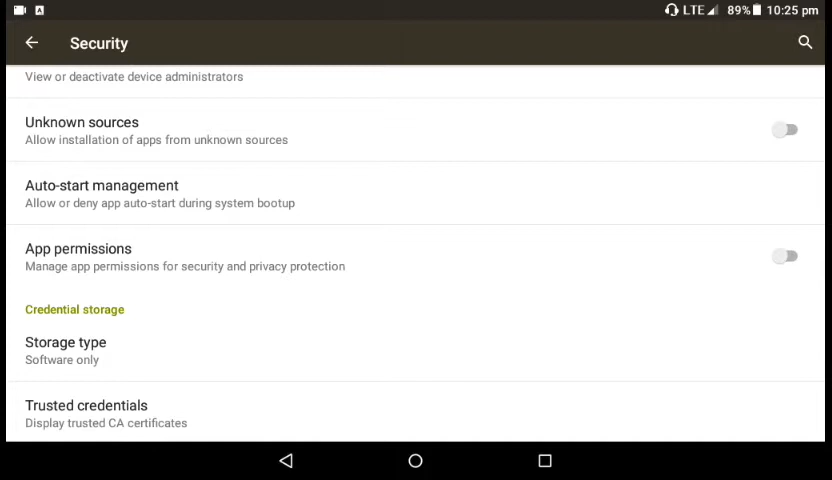 A LTE 89% 10:25 pm
Security
View or deactivate device administrators
Unknown sources
Allow installation of apps from unknown sources
Auto-start management
Allow or deny app auto-start during system bootup
App permissions
Manage app permissions for security and privacy protection
Credential storage
Storage type
Software only
Trusted credentials
Display trusted CA certificates